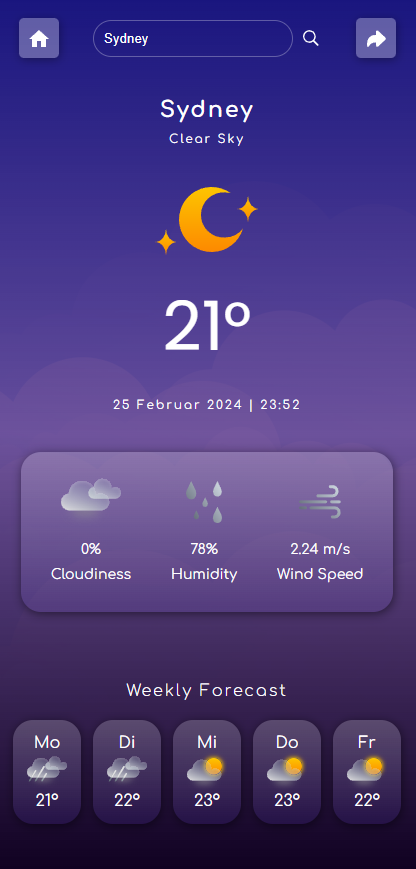 Sydney
Sydney
Clear Sky
21°
25 Februar 2024 | 23:52
0% 78% 2.24 m/s
Cloudiness Humidity Wind Speed
Weekly Forecast
Mo Di Mi Do Fr
21° 22° 23° 23° 22°